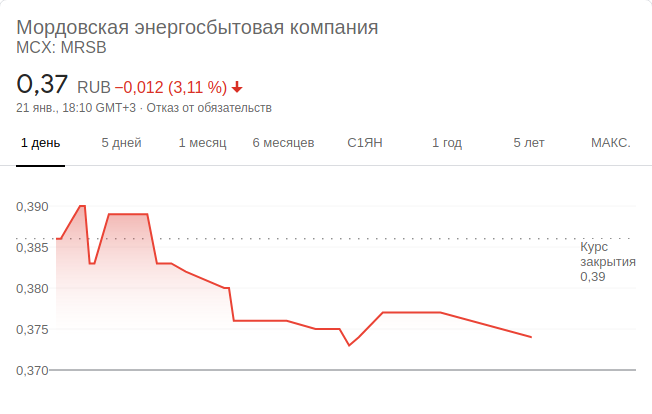 Мордовская энергосбытовая компания
MCX: MRSB
0,37 RUB −0,012 (3,11 %)
21 янв., 18:10 GMT+3 · Отказ от обязательств
1 день 5 дней 1 месяц 6 месяцев С1ЯН 1 год 5 лет МАКС.
0,390
0,385
Курс
закрытия
0,39
0,380
0,375
0,370